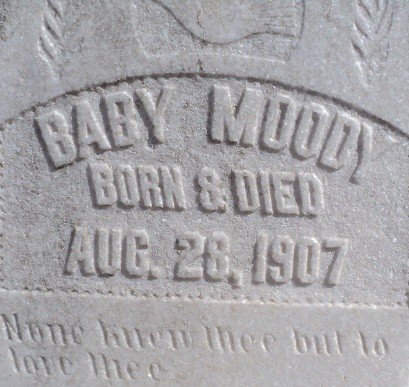 BABY MOODY
BORN & DIED
AUG. 28, 1907
None knew thee but to
love thee